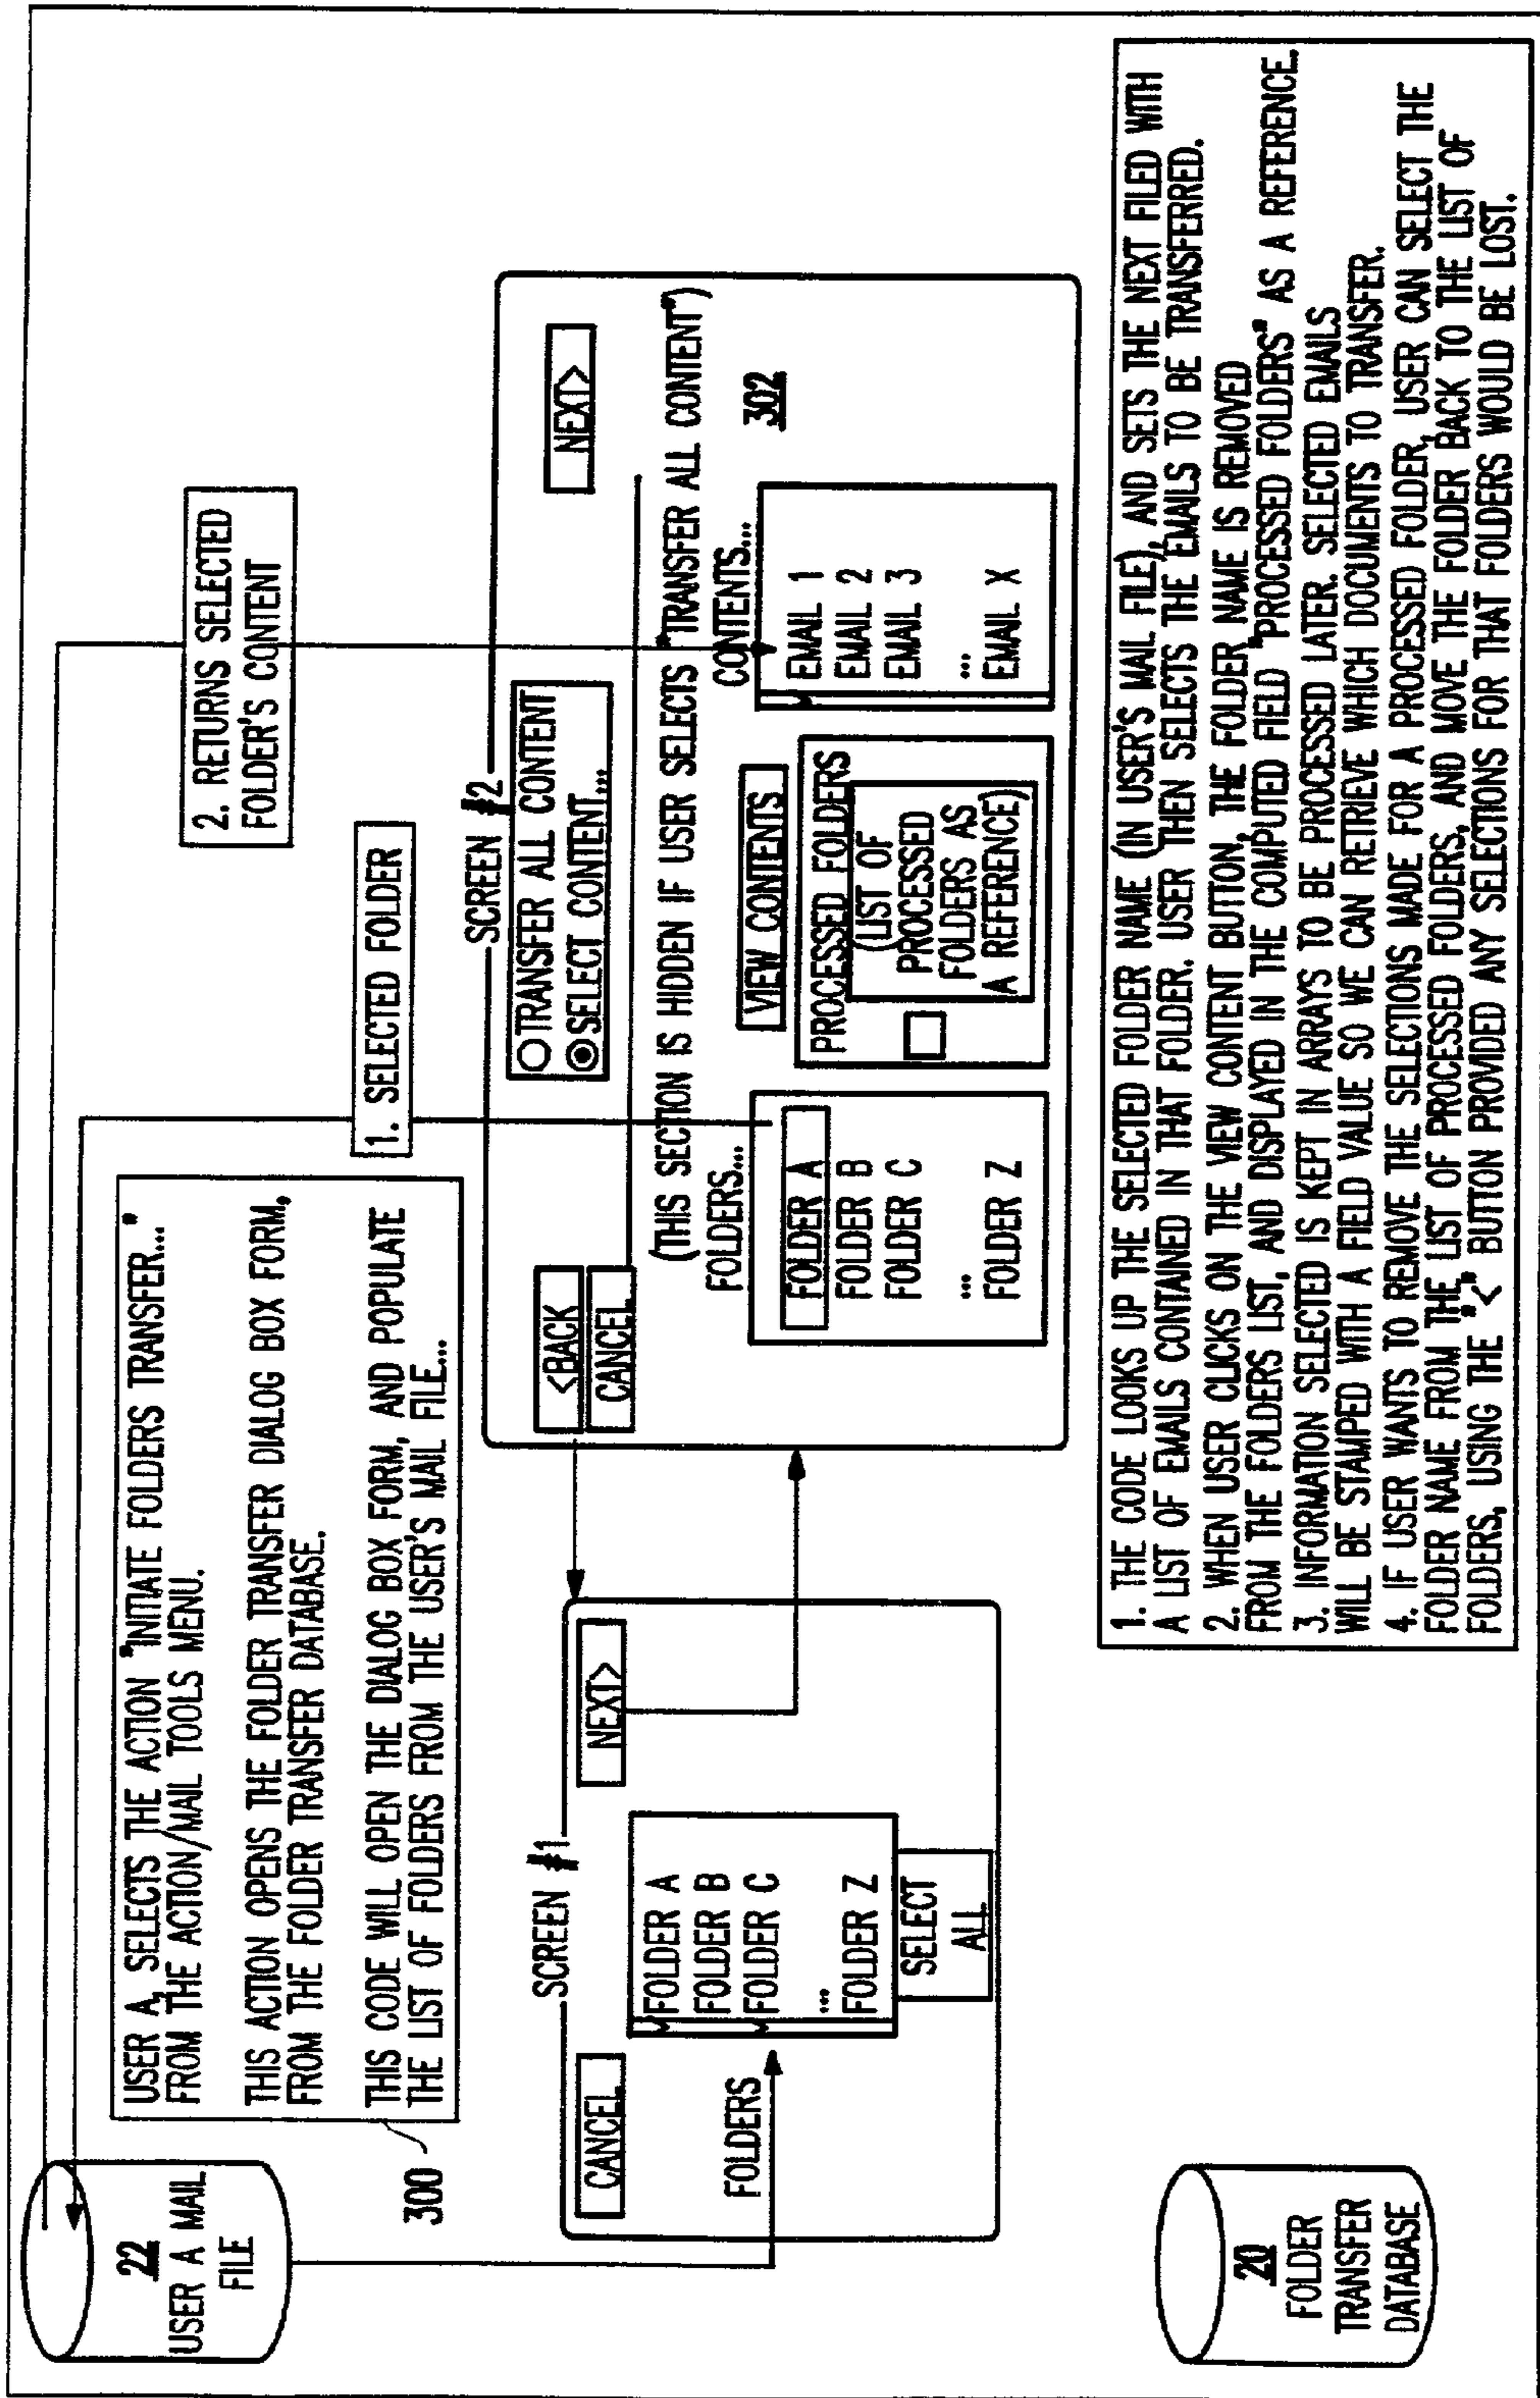 22
USER A MAIL
FILE
USER A, SELECTS THE ACTION "INITIATE FOLDERS TRANSFER..."
FROM THE ACTION/MAIL TOOLS MENU.
THIS ACTION OPENS THE FOLDER TRANSFER DIALOG BOX FORM,
FROM THE FOLDER TRANSFER DATABASE.
THIS CODE WILL OPEN THE DIALOG BOX FORM, AND POPULATE
THE LIST OF FOLDERS FROM THE USER'S MAIL FILE...
300
1. SELECTED FOLDER
2. RETURNS SELECTED
FOLDER'S CONTENT
SCREEN #1
CANCEL
NEXT>
FOLDERS
FOLDER A
FOLDER B
FOLDER C
...
FOLDER Z
SELECT
ALL
SCREEN #2
<BACK
CANCEL
TRANSFER ALL CONTENT
SELECT CONTENT...
NEXT>
(THIS SECTION IS HIDDEN IF USER SELECTS "TRANSFER ALL CONTENT")
FOLDERS...
FOLDER A
FOLDER B
FOLDER C
...
FOLDER Z
VIEW CONTENTS
PROCESSED FOLDERS
(LIST OF
PROCESSED
FOLDERS AS
A REFERENCE)
CONTENTS...
EMAIL 1
EMAIL 2
EMAIL 3
...
EMAIL X
302
20
FOLDER
TRANSFER
DATABASE
1. THE CODE LOOKS UP THE SELECTED FOLDER NAME (IN USER'S MAIL FILE), AND SETS THE NEXT FILED WITH
A LIST OF EMAILS CONTAINED IN THAT FOLDER. USER THEN SELECTS THE EMAILS TO BE TRANSFERRED.
2. WHEN USER CLICKS ON THE VIEW CONTENT BUTTON, THE FOLDER NAME IS REMOVED
FROM THE FOLDERS LIST, AND DISPLAYED IN THE COMPUTED FIELD "PROCESSED FOLDERS" AS A REFERENCE.
3. INFORMATION SELECTED IS KEPT IN ARRAYS TO BE PROCESSED LATER. SELECTED EMAILS
WILL BE STAMPED WITH A FIELD VALUE SO WE CAN RETRIEVE WHICH DOCUMENTS TO TRANSFER.
4. IF USER WANTS TO REMOVE THE SELECTIONS MADE FOR A PROCESSED FOLDER, USER CAN SELECT THE
FOLDER NAME FROM THE LIST OF PROCESSED FOLDERS, AND MOVE THE FOLDER BACK TO THE LIST OF
FOLDERS, USING THE "<" BUTTON PROVIDED ANY SELECTIONS FOR THAT FOLDERS WOULD BE LOST.